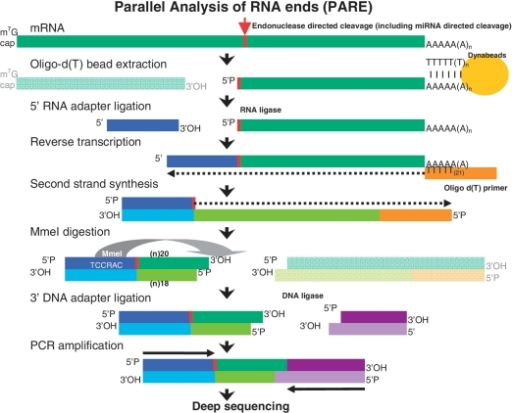 Parallel Analysis of RNA ends (PARE)
Endonuclease directed cleavage (including miRNA directed cleavage)
m7G
cap
mRNA
AAAAA(A)n
Oligo-d(T) bead extraction
TTTTT(T)n
Dynabeads
m7G
cap
3'OH
5'P
AAAAA(A)n
5' RNA adapter ligation
RNA ligase
5'
3'OH
5'P
AAAAA(A)n
Reverse transcription
5'
AAAAA(A)
TTTTT(21)
Second strand synthesis
Oligo d(T) primer
5'P
3'OH
5'P
MmeI digestion
MmeI
(n)20
5'P
TCCRAC
3'OH
3'OH
5'P
(n)18
3'OH
5'P
3' DNA adapter ligation
DNA ligase
5'P
3'OH
3'OH
5'P
5'P
3'OH
3'OH
5'
PCR amplification
5'P
3'OH
3'OH
5'P
Deep sequencing